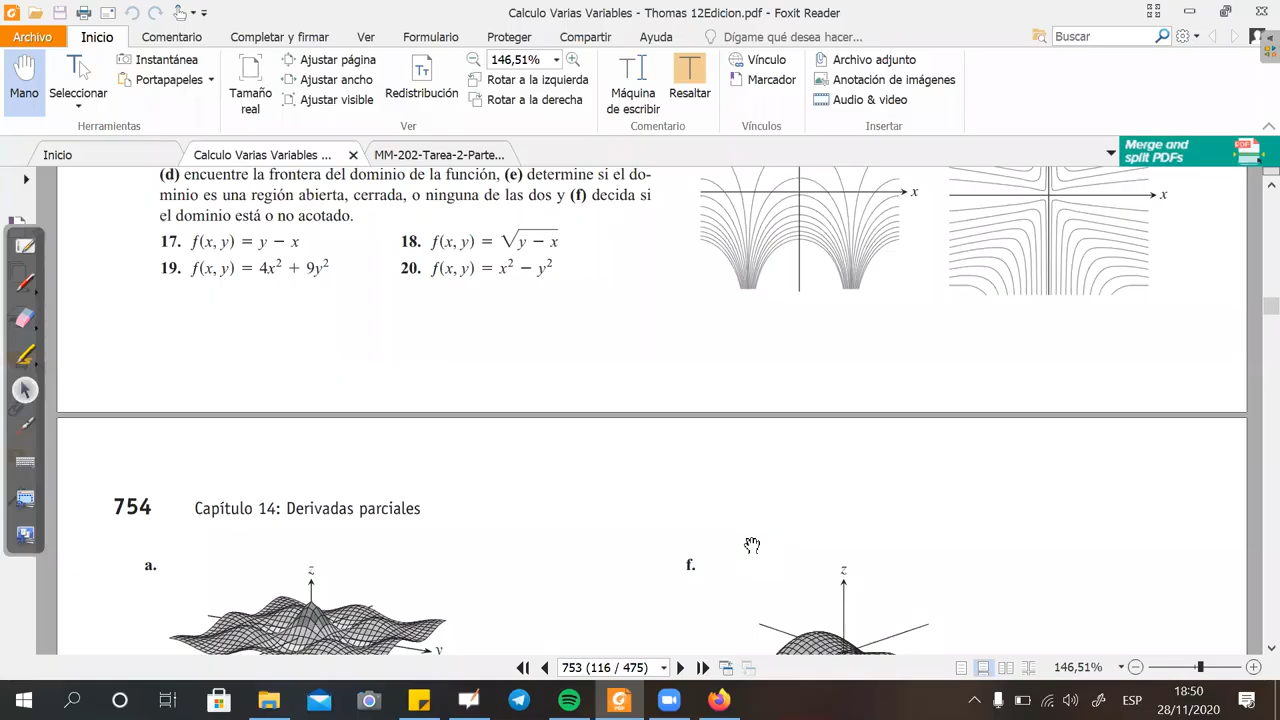 Calculo Varias Variables - Thomas 12Edicion.pdf - Foxit Reader
Archivo Inicio Comentario Completar y firmar Ver Formulario Proteger Compartir Ayuda Dígame qué desea hacer... Buscar
Mano
Seleccionar
Instantánea
Portapapeles
Herramientas
Tamaño real
Ajustar página
Ajustar ancho
Ajustar visible
Redistribución
146,51%
Rotar a la izquierda
Rotar a la derecha
Ver
Máquina de escribir
Resaltar
Comentario
Vínculo
Marcador
Vínculos
Archivo adjunto
Anotación de imágenes
Audio & video
Insertar
Inicio Calculo Varias Variables ... MM-202-Tarea-2-Parte...
Merge and
split PDFs
(d) encuentre la frontera del dominio de la función, (e) determine si el do-
minio es una región abierta, cerrada, o ninguna de las dos y (f) decida si
el dominio está o no acotado.
17. f(x, y) = y − x 18. f(x, y) = √(y − x)
19. f(x, y) = 4x² + 9y² 20. f(x, y) = x² − y²
x
x
754 Capítulo 14: Derivadas parciales
a.
z
y
f.
z
753 (116 / 475)
146,51%
ESP
18:50
28/11/2020